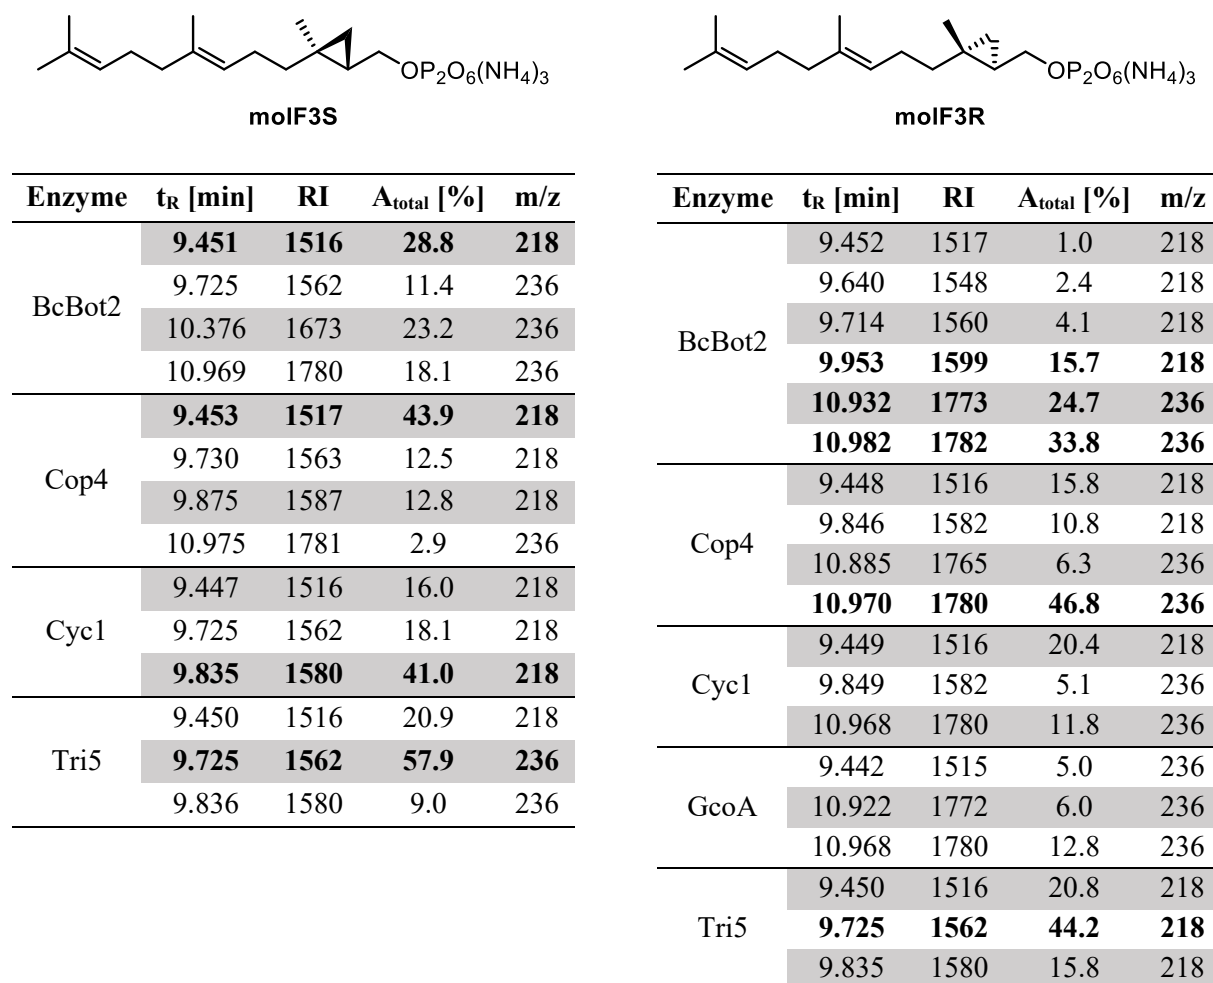 OP₂O₆(NH₄)₃
molF3S
Enzyme tR [min] RI Atotal [%] m/z
BcBot2
9.451 1516 28.8 218
9.725 1562 11.4 236
10.376 1673 23.2 236
10.969 1780 18.1 236
Cop4
9.453 1517 43.9 218
9.730 1563 12.5 218
9.875 1587 12.8 218
10.975 1781 2.9 236
Cyc1
9.447 1516 16.0 218
9.725 1562 18.1 218
9.835 1580 41.0 218
Tri5
9.450 1516 20.9 218
9.725 1562 57.9 236
9.836 1580 9.0 236
OP₂O₆(NH₄)₃
molF3R
Enzyme tR [min] RI Atotal [%] m/z
BcBot2
9.452 1517 1.0 218
9.640 1548 2.4 218
9.714 1560 4.1 218
9.953 1599 15.7 218
10.932 1773 24.7 236
10.982 1782 33.8 236
Cop4
9.448 1516 15.8 218
9.846 1582 10.8 218
10.885 1765 6.3 236
10.970 1780 46.8 236
Cyc1
9.449 1516 20.4 218
9.849 1582 5.1 236
10.968 1780 11.8 236
GcoA
9.442 1515 5.0 236
10.922 1772 6.0 236
10.968 1780 12.8 236
Tri5
9.450 1516 20.8 218
9.725 1562 44.2 218
9.835 1580 15.8 218